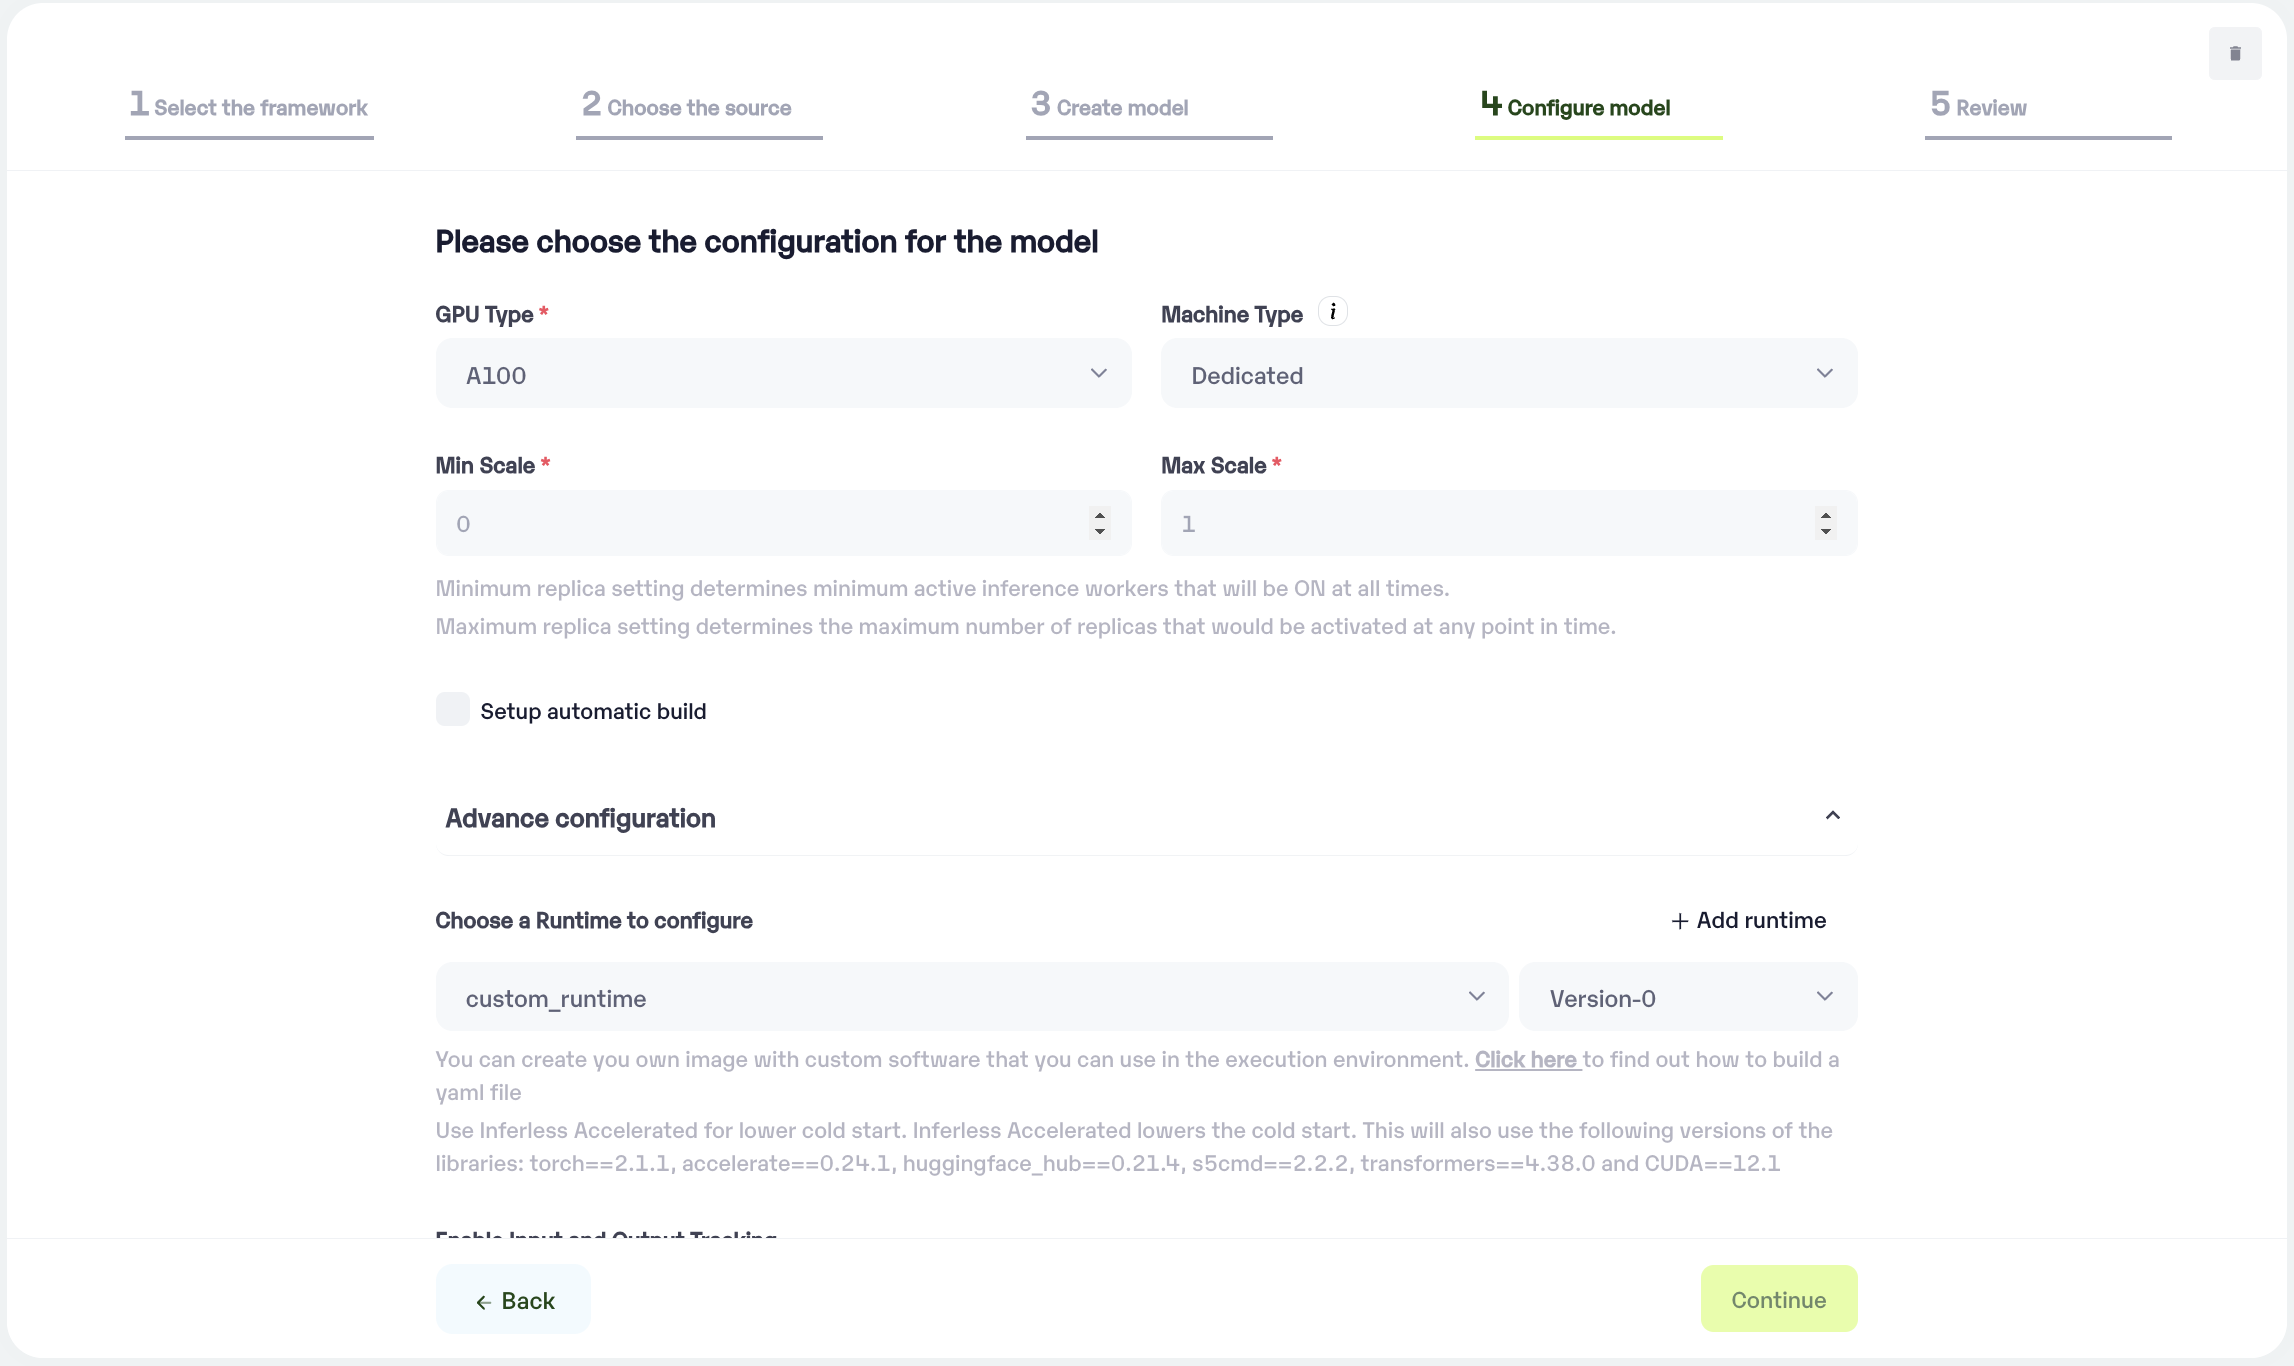 1 Select the framework
2 Choose the source
3 Create model
4 Configure model
5 Review
Please choose the configuration for the model
GPU Type *
Machine Type i
A100
Dedicated
Min Scale *
Max Scale *
0
1
Minimum replica setting determines minimum active inference workers that will be ON at all times.
Maximum replica setting determines the maximum number of replicas that would be activated at any point in time.
Setup automatic build
Advance configuration
Choose a Runtime to configure
+ Add runtime
custom_runtime
Version-0
You can create you own image with custom software that you can use in the execution environment. Click here to find out how to build a
yaml file
Use Inferless Accelerated for lower cold start. Inferless Accelerated lowers the cold start. This will also use the following versions of the
libraries: torch==2.1.1, accelerate==0.24.1, huggingface_hub==0.21.4, s5cmd==2.2.2, transformers==4.38.0 and CUDA==12.1
Enable Input and Output Tracking
← Back
Continue